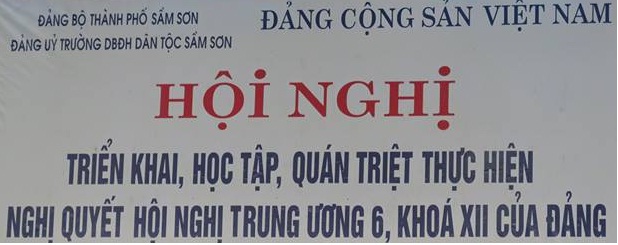 ĐẢNG BỘ THÀNH PHỐ SẦM SƠN
ĐẢNG UỶ TRƯỜNG DBĐH DÂN TỘC SẦM SƠN
ĐẢNG CỘNG SẢN VIỆT NAM
HỘI NGHỊ
TRIỂN KHAI, HỌC TẬP, QUÁN TRIỆT THỰC HIỆN
NGHỊ QUYẾT HỘI NGHỊ TRUNG ƯƠNG 6, KHOÁ XII CỦA ĐẢNG